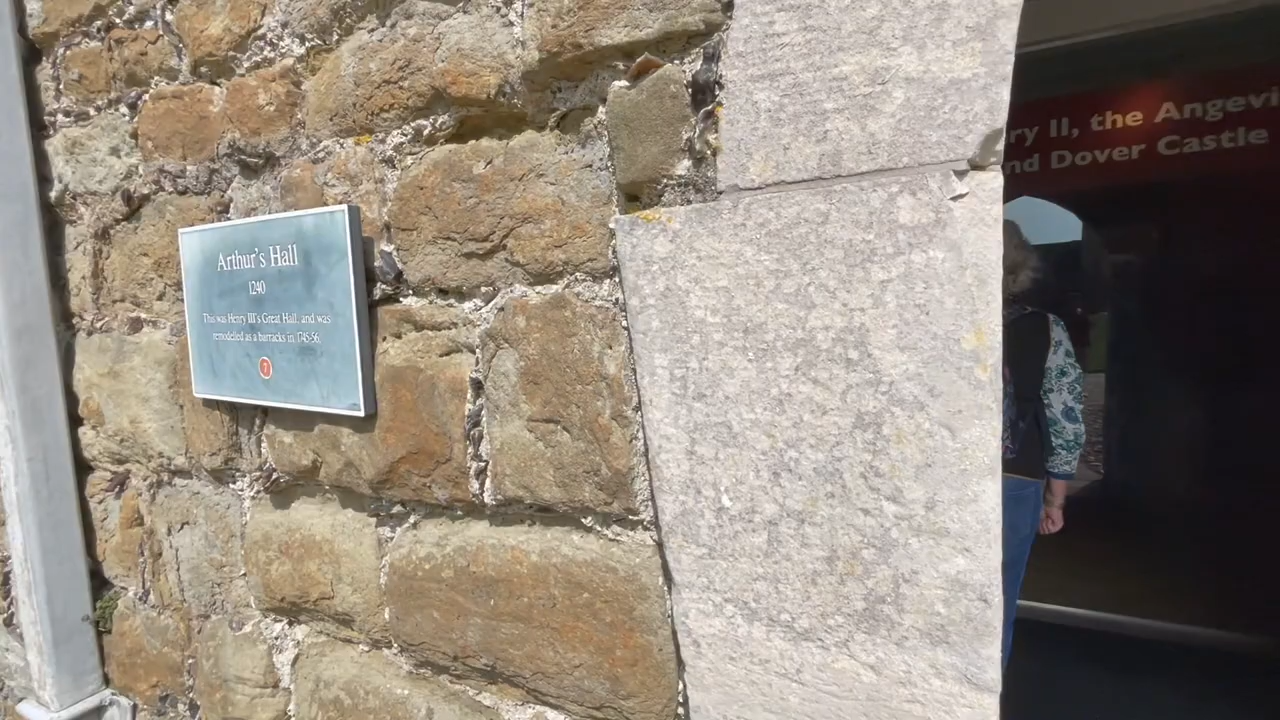 Arthur's Hall
1240
This was Henry III's Great Hall, and was
remodelled as a barracks in 1745-56.
7
ry II, the Angevi
nd Dover Castle